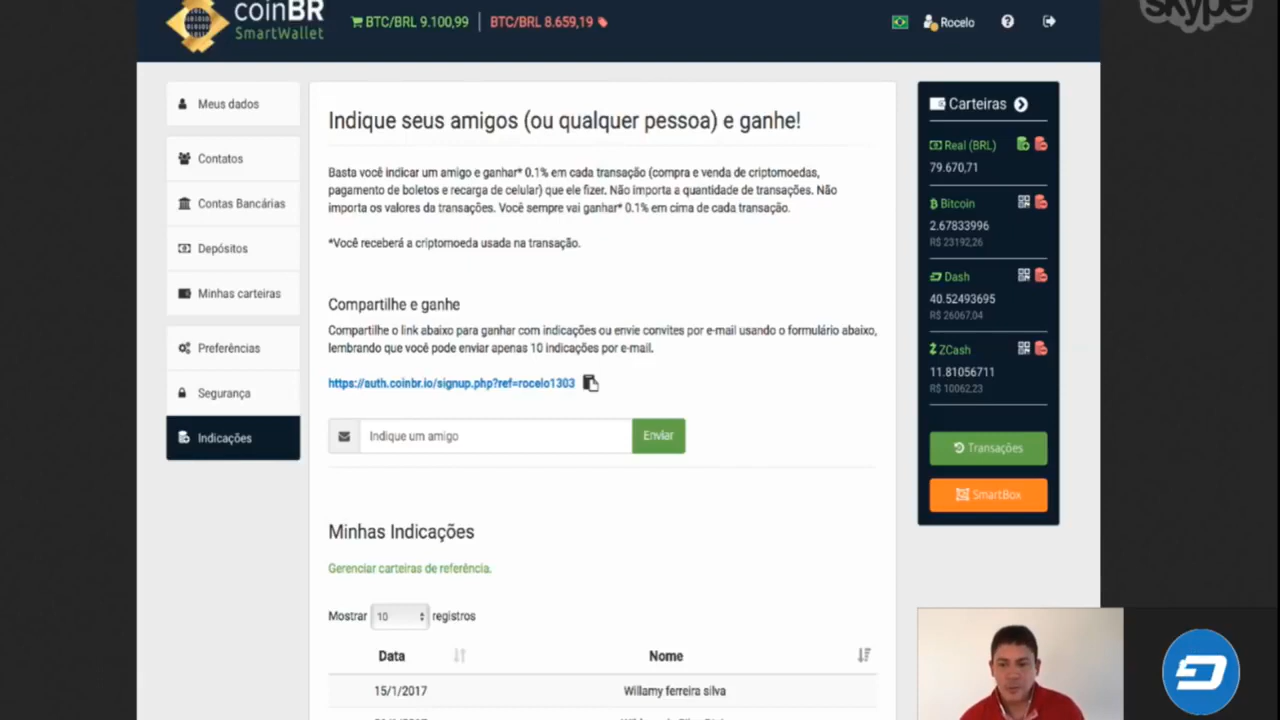 coinBR
SmartWallet
BTC/BRL 9.100,99
BTC/BRL 8.659,19
Rocelo
skype
Meus dados
Contatos
Contas Bancárias
Depósitos
Minhas carteiras
Preferências
Segurança
Indicações
Indique seus amigos (ou qualquer pessoa) e ganhe!
Basta você indicar um amigo e ganhar* 0.1% em cada transação (compra e venda de criptomoedas,
pagamento de boletos e recarga de celular) que ele fizer. Não importa a quantidade de transações. Não
importa os valores da transações. Você sempre vai ganhar* 0.1% em cima de cada transação.
*Você receberá a criptomoeda usada na transação.
Compartilhe e ganhe
Compartilhe o link abaixo para ganhar com indicações ou envie convites por e-mail usando o formulário abaixo,
lembrando que você pode enviar apenas 10 indicações por e-mail.
https://auth.coinbr.io/signup.php?ref=rocelo1303
Indique um amigo
Enviar
Minhas Indicações
Gerenciar carteiras de referência.
Mostrar 10 registros
Data Nome
15/1/2017 Willamy ferreira silva
Carteiras
Real (BRL)
79.670,71
Bitcoin
2.67833996
R$ 23192,26
Dash
40.52493695
R$ 26067,04
ZCash
11.81056711
R$ 10062,23
Transações
SmartBox